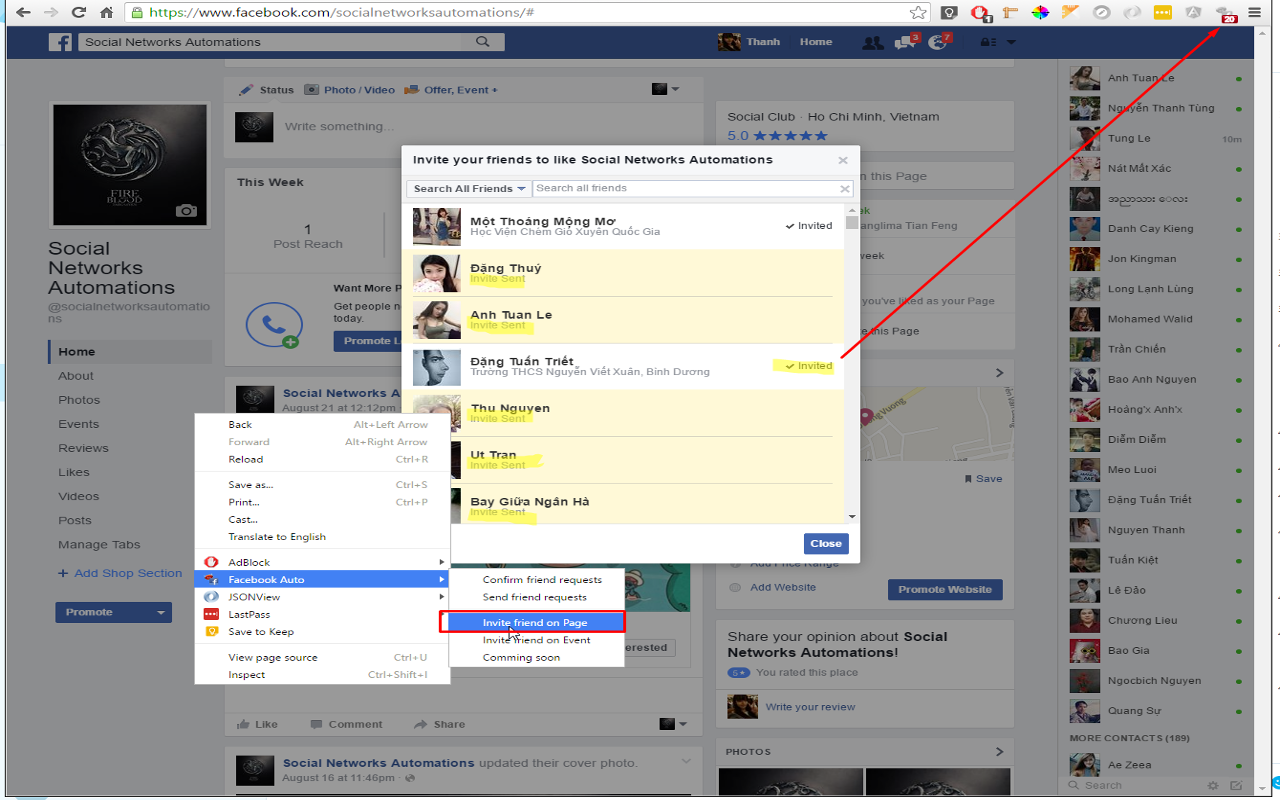 https://www.facebook.com/socialnetworksautomations/#
1
20
Social Networks Automations
Thanh
Home
3
7
Status
Photo / Video
Offer, Event +
Write something...
FIRE
BLOOD
Social
Networks
Automations
@socialnetworksautomatio
ns
Home
About
Photos
Events
Reviews
Likes
Videos
Posts
Manage Tabs
+ Add Shop Section
Promote
This Week
1
Post Reach
Want More P
Get people n
today.
Promote Lo
Social Networks Auto
August 21 at 12:12pm
Invite your friends to like Social Networks Automations
Search All Friends
Search all friends
Một Thoáng Mộng Mơ
Học Viện Chém Gió Xuyên Quốc Gia
Invited
Đặng Thuý
Invite Sent
Anh Tuan Le
Invite Sent
Đặng Tuấn Triết
Trường THCS Nguyễn Viết Xuân, Bình Dương
Invited
Thu Nguyen
Invite Sent
Ut Tran
Invite Sent
Bay Giữa Ngân Hà
Invite Sent
Close
Back Alt+Left Arrow
Forward Alt+Right Arrow
Reload Ctrl+R
Save as... Ctrl+S
Print... Ctrl+P
Cast...
Translate to English
AdBlock
Facebook Auto
JSONView
LastPass
Save to Keep
View page source Ctrl+U
Inspect Ctrl+Shift+I
Confirm friend requests
Send friend requests
Invite friend on Page
Invite friend on Event
Comming soon
erested
Like
Comment
Share
Social Networks Automations updated their cover photo.
August 16 at 11:46pm ·
Social Club · Ho Chi Minh, Vietnam
5.0 ★★★★★
n this Page
ek
anglima Tian Feng
week
you've liked as your Page
e this Page
Vuong
Save
Add Price Range
Add Website
Promote Website
Share your opinion about Social
Networks Automations!
5★ You rated this place
Write your review
PHOTOS
Anh Tuan Le
Nguyễn Thanh Tùng
Tung Le 10m
Nát Mắt Xác
အညာသား ေလး
Danh Cay Kieng
Jon Kingman
Long Lạnh Lùng
Mohamed Walid
Trần Chiến
Bao Anh Nguyen
Hoàng'x Anh'x
Diễm Diễm
Meo Luoi
Đặng Tuấn Triết
Nguyen Thanh
Tuấn Kiệt
Lê Đảo
Chương Lieu
Bao Gia
Ngocbich Nguyen
Quang Sự
MORE CONTACTS (189)
Ae Zeea
Search